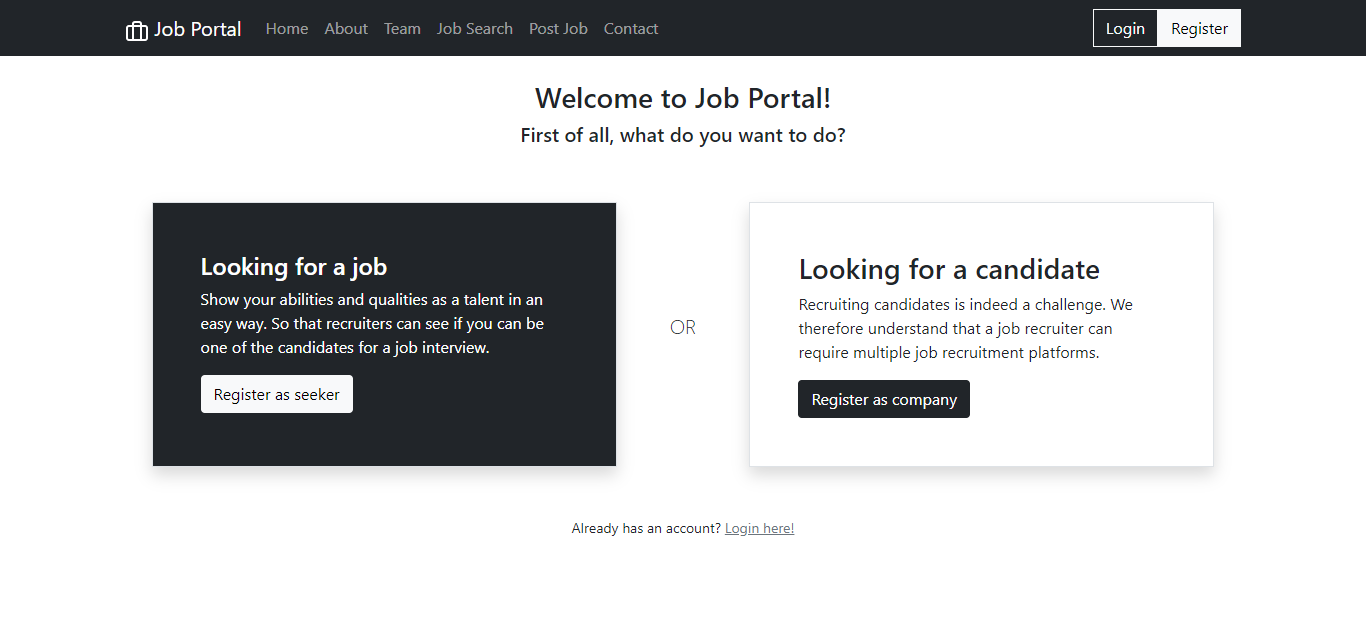 Job Portal Home About Team Job Search Post Job Contact Login Register
Welcome to Job Portal!
First of all, what do you want to do?
Looking for a job
Show your abilities and qualities as a talent in an
easy way. So that recruiters can see if you can be
one of the candidates for a job interview.
Register as seeker
OR
Looking for a candidate
Recruiting candidates is indeed a challenge. We
therefore understand that a job recruiter can
require multiple job recruitment platforms.
Register as company
Already has an account? Login here!